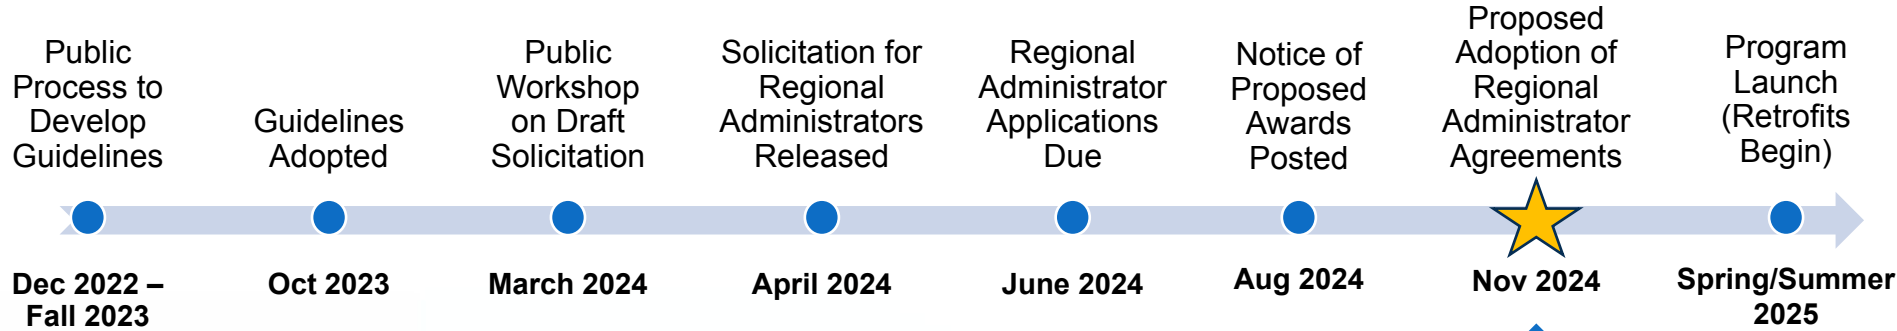 Public
Process to
Develop
Guidelines
Guidelines
Adopted
Public
Workshop
on Draft
Solicitation
Solicitation for
Regional
Administrators
Released
Regional
Administrator
Applications
Due
Notice of
Proposed
Awards
Posted
Proposed
Adoption of
Regional
Administrator
Agreements
Program
Launch
(Retrofits
Begin)
Dec 2022 –
Fall 2023
Oct 2023
March 2024
April 2024
June 2024
Aug 2024
Nov 2024
Spring/Summer
2025